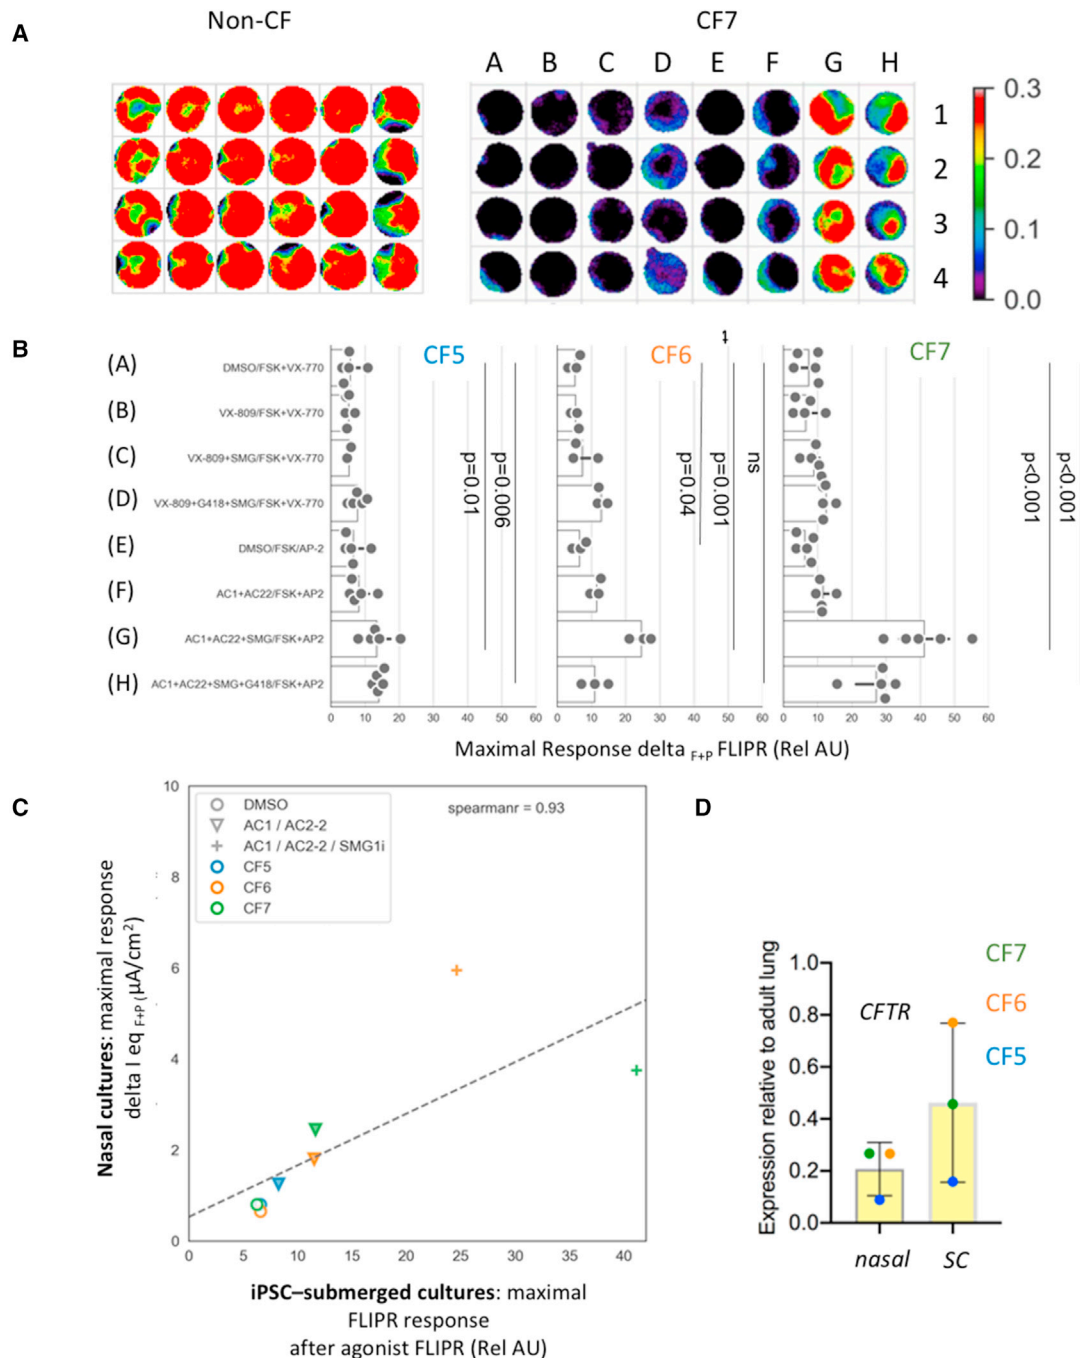 A
Non-CF
CF7
A B C D E F G H
1
2
3
4
0.3
0.2
0.1
0.0
B
CF5
CF6
CF7
(A) DMSO/FSK+VX-770
(B) VX-809/FSK+VX-770
(C) VX-809+SMG/FSK+VX-770
(D) VX-809+G418+SMG/FSK+VX-770
(E) DMSO/FSK/AP-2
(F) AC1+AC22/FSK+AP2
(G) AC1+AC22+SMG/FSK+AP2
(H) AC1+AC22+SMG+G418/FSK+AP2
p=0.01
p=0.006
p=0.04
p=0.001
ns
p<0.001
p<0.001
0 10 20 30 40 50 60
0 10 20 30 40 50 60
0 10 20 30 40 50 60
Maximal Response delta F+P FLIPR (Rel AU)
C
10
8
6
4
2
0
DMSO
AC1 / AC2-2
AC1 / AC2-2 / SMG1i
CF5
CF6
CF7
spearmanr = 0.93
Nasal cultures: maximal response
delta I eq F+P ( µA/cm²)
0 5 10 15 20 25 30 35 40
iPSC–submerged cultures: maximal
FLIPR response
after agonist FLIPR (Rel AU)
D
Expression relative to adult lung
1.0
0.8
0.6
0.4
0.2
0.0
CFTR
CF7
CF6
CF5
nasal SC